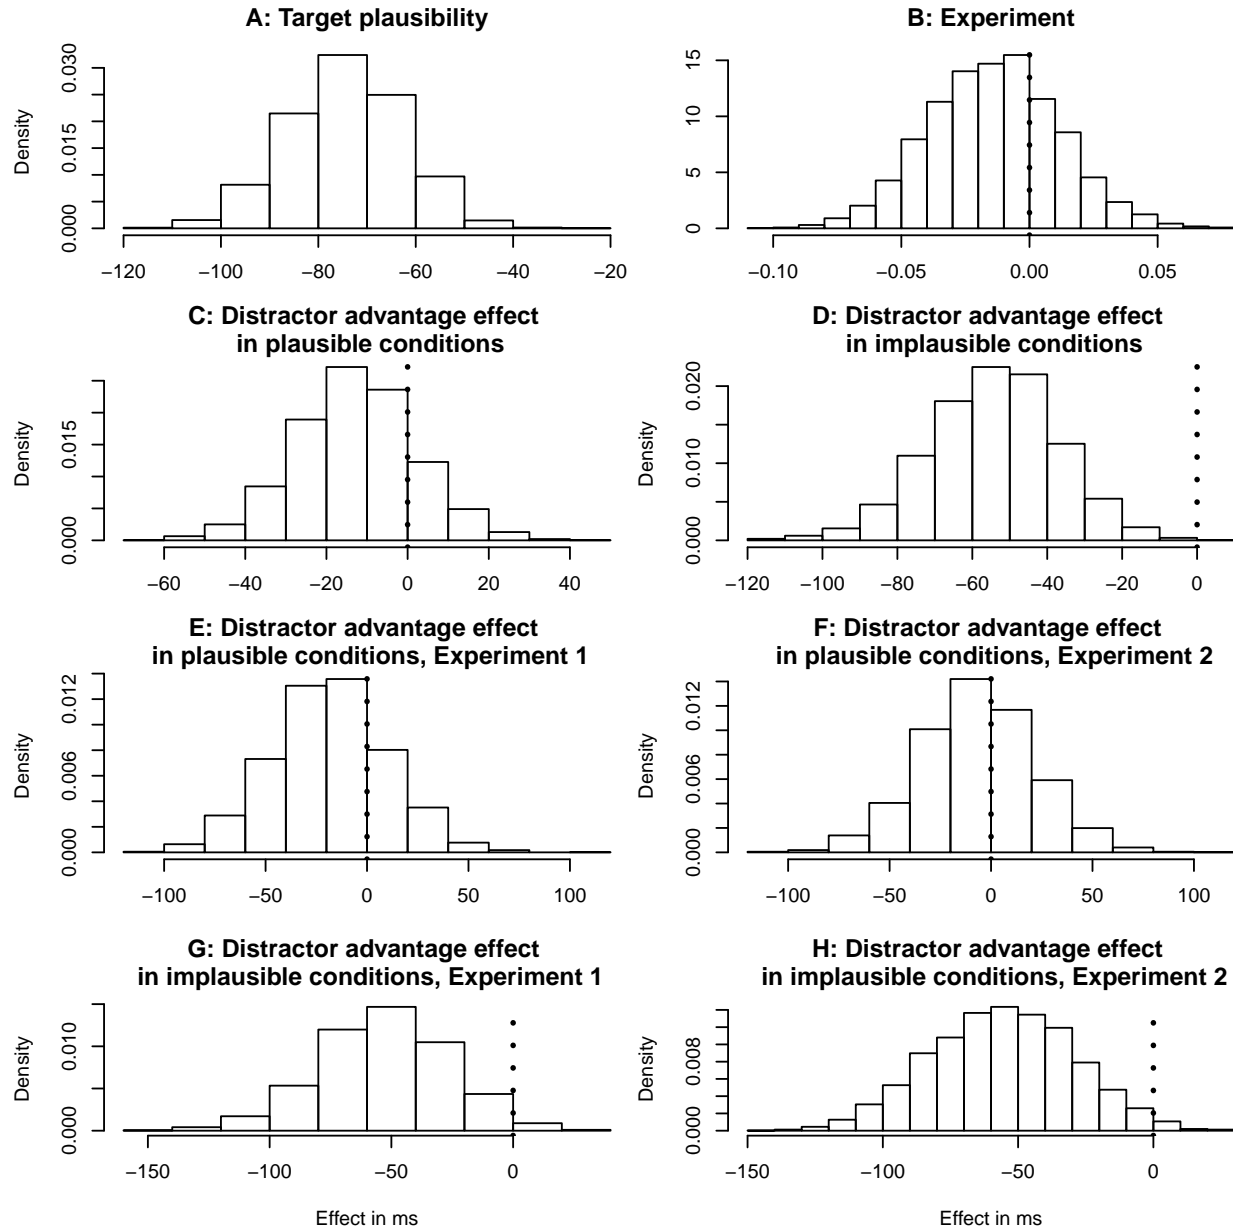 A: Target plausibility
Density
0.000 0.015 0.030
−120 −100 −80 −60 −40 −20
B: Experiment
0 5 10 15
−0.10 −0.05 0.00 0.05
C: Distractor advantage effect
in plausible conditions
Density
0.000 0.015
−60 −40 −20 0 20 40
D: Distractor advantage effect
in implausible conditions
Density
0.000 0.010 0.020
−120 −100 −80 −60 −40 −20 0
E: Distractor advantage effect
in plausible conditions, Experiment 1
Density
0.000 0.006 0.012
−100 −50 0 50 100
F: Distractor advantage effect
in plausible conditions, Experiment 2
Density
0.000 0.006 0.012
−100 −50 0 50 100
G: Distractor advantage effect
in implausible conditions, Experiment 1
Density
0.000 0.010
−150 −100 −50 0
Effect in ms
H: Distractor advantage effect
in implausible conditions, Experiment 2
Density
0.000 0.008
−150 −100 −50 0
Effect in ms